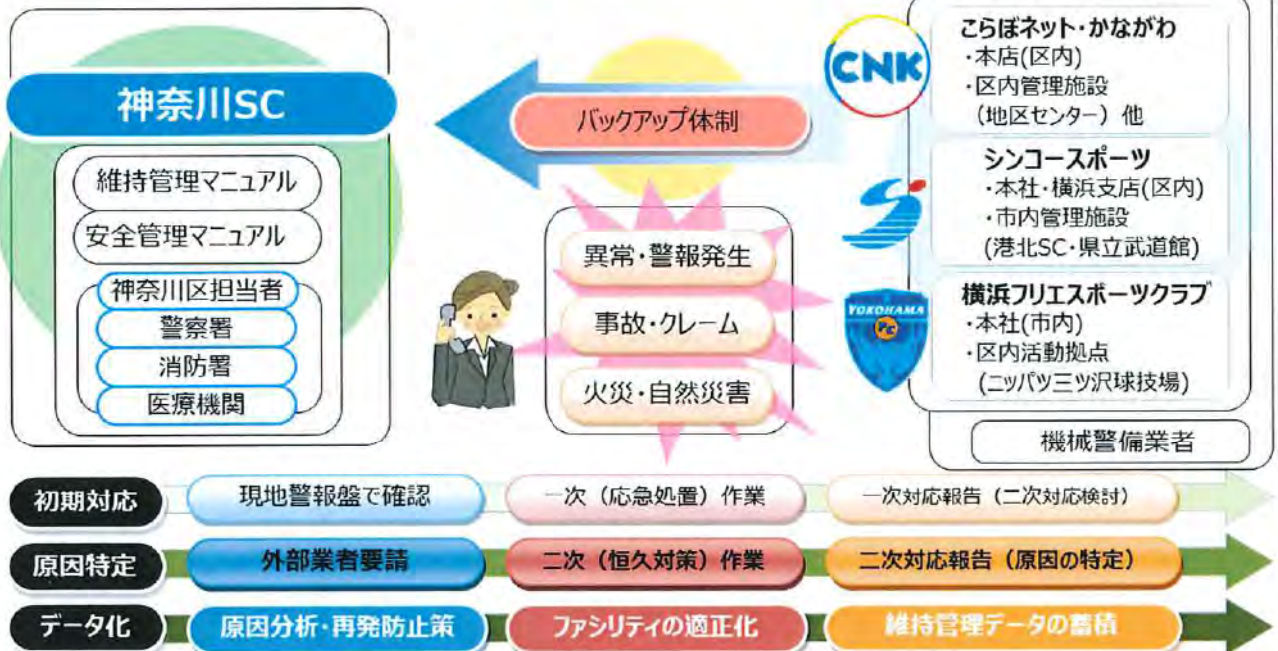 神奈川SC
維持管理マニュアル
安全管理マニュアル
神奈川区担当者
警察署
消防署
医療機関
バックアップ体制
異常・警報発生
事故・クレーム
火災・自然災害
CNK
こらぼネット・かながわ
・本店(区内)
・区内管理施設
(地区センター) 他
シンコースポーツ
・本社・横浜支店(区内)
・市内管理施設
(港北SC・県立武道館)
YOKOHAMA
FC
横浜フリエスポーツクラブ
・本社(市内)
・区内活動拠点
(ニッパツ三ツ沢球技場)
機械警備業者
初期対応
現地警報盤で確認
一次（応急処置）作業
一次対応報告（二次対応検討）
原因特定
外部業者要請
二次（恒久対策）作業
二次対応報告（原因の特定）
データ化
原因分析・再発防止策
ファシリティの適正化
維持管理データの蓄積